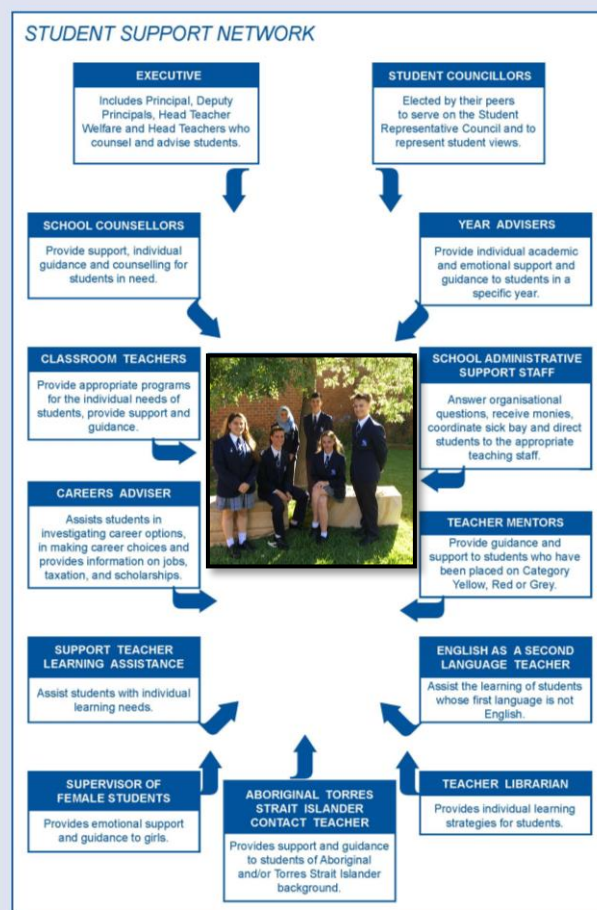 STUDENT SUPPORT NETWORK
EXECUTIVE
Includes Principal, Deputy
Principals, Head Teacher
Welfare and Head Teachers who
counsel and advise students.
STUDENT COUNCILLORS
Elected by their peers
to serve on the Student
Representative Council and to
represent student views.
SCHOOL COUNSELLORS
Provide support, individual
guidance and counselling for
students in need.
YEAR ADVISERS
Provide individual academic
and emotional support and
guidance to students in a
specific year.
CLASSROOM TEACHERS
Provide appropriate programs
for the individual needs of
students, provide support and
guidance.
SCHOOL ADMINISTRATIVE
SUPPORT STAFF
Answer organisational
questions, receive monies,
coordinate sick bay and direct
students to the appropriate
teaching staff.
CAREERS ADVISER
Assists students in
investigating career options,
in making career choices and
provides information on jobs,
taxation, and scholarships.
TEACHER MENTORS
Provide guidance and
support to students who have
been placed on Category
Yellow, Red or Grey.
SUPPORT TEACHER
LEARNING ASSISTANCE
Assist students with individual
learning needs.
ENGLISH AS A SECOND
LANGUAGE TEACHER
Assist the learning of students
whose first language is not
English.
SUPERVISOR OF
FEMALE STUDENTS
Provides emotional support
and guidance to girls.
ABORIGINAL TORRES
STRAIT ISLANDER
CONTACT TEACHER
Provides support and guidance
to students of Aboriginal
and/or Torres Strait Islander
background.
TEACHER LIBRARIAN
Provides individual learning
strategies for students.